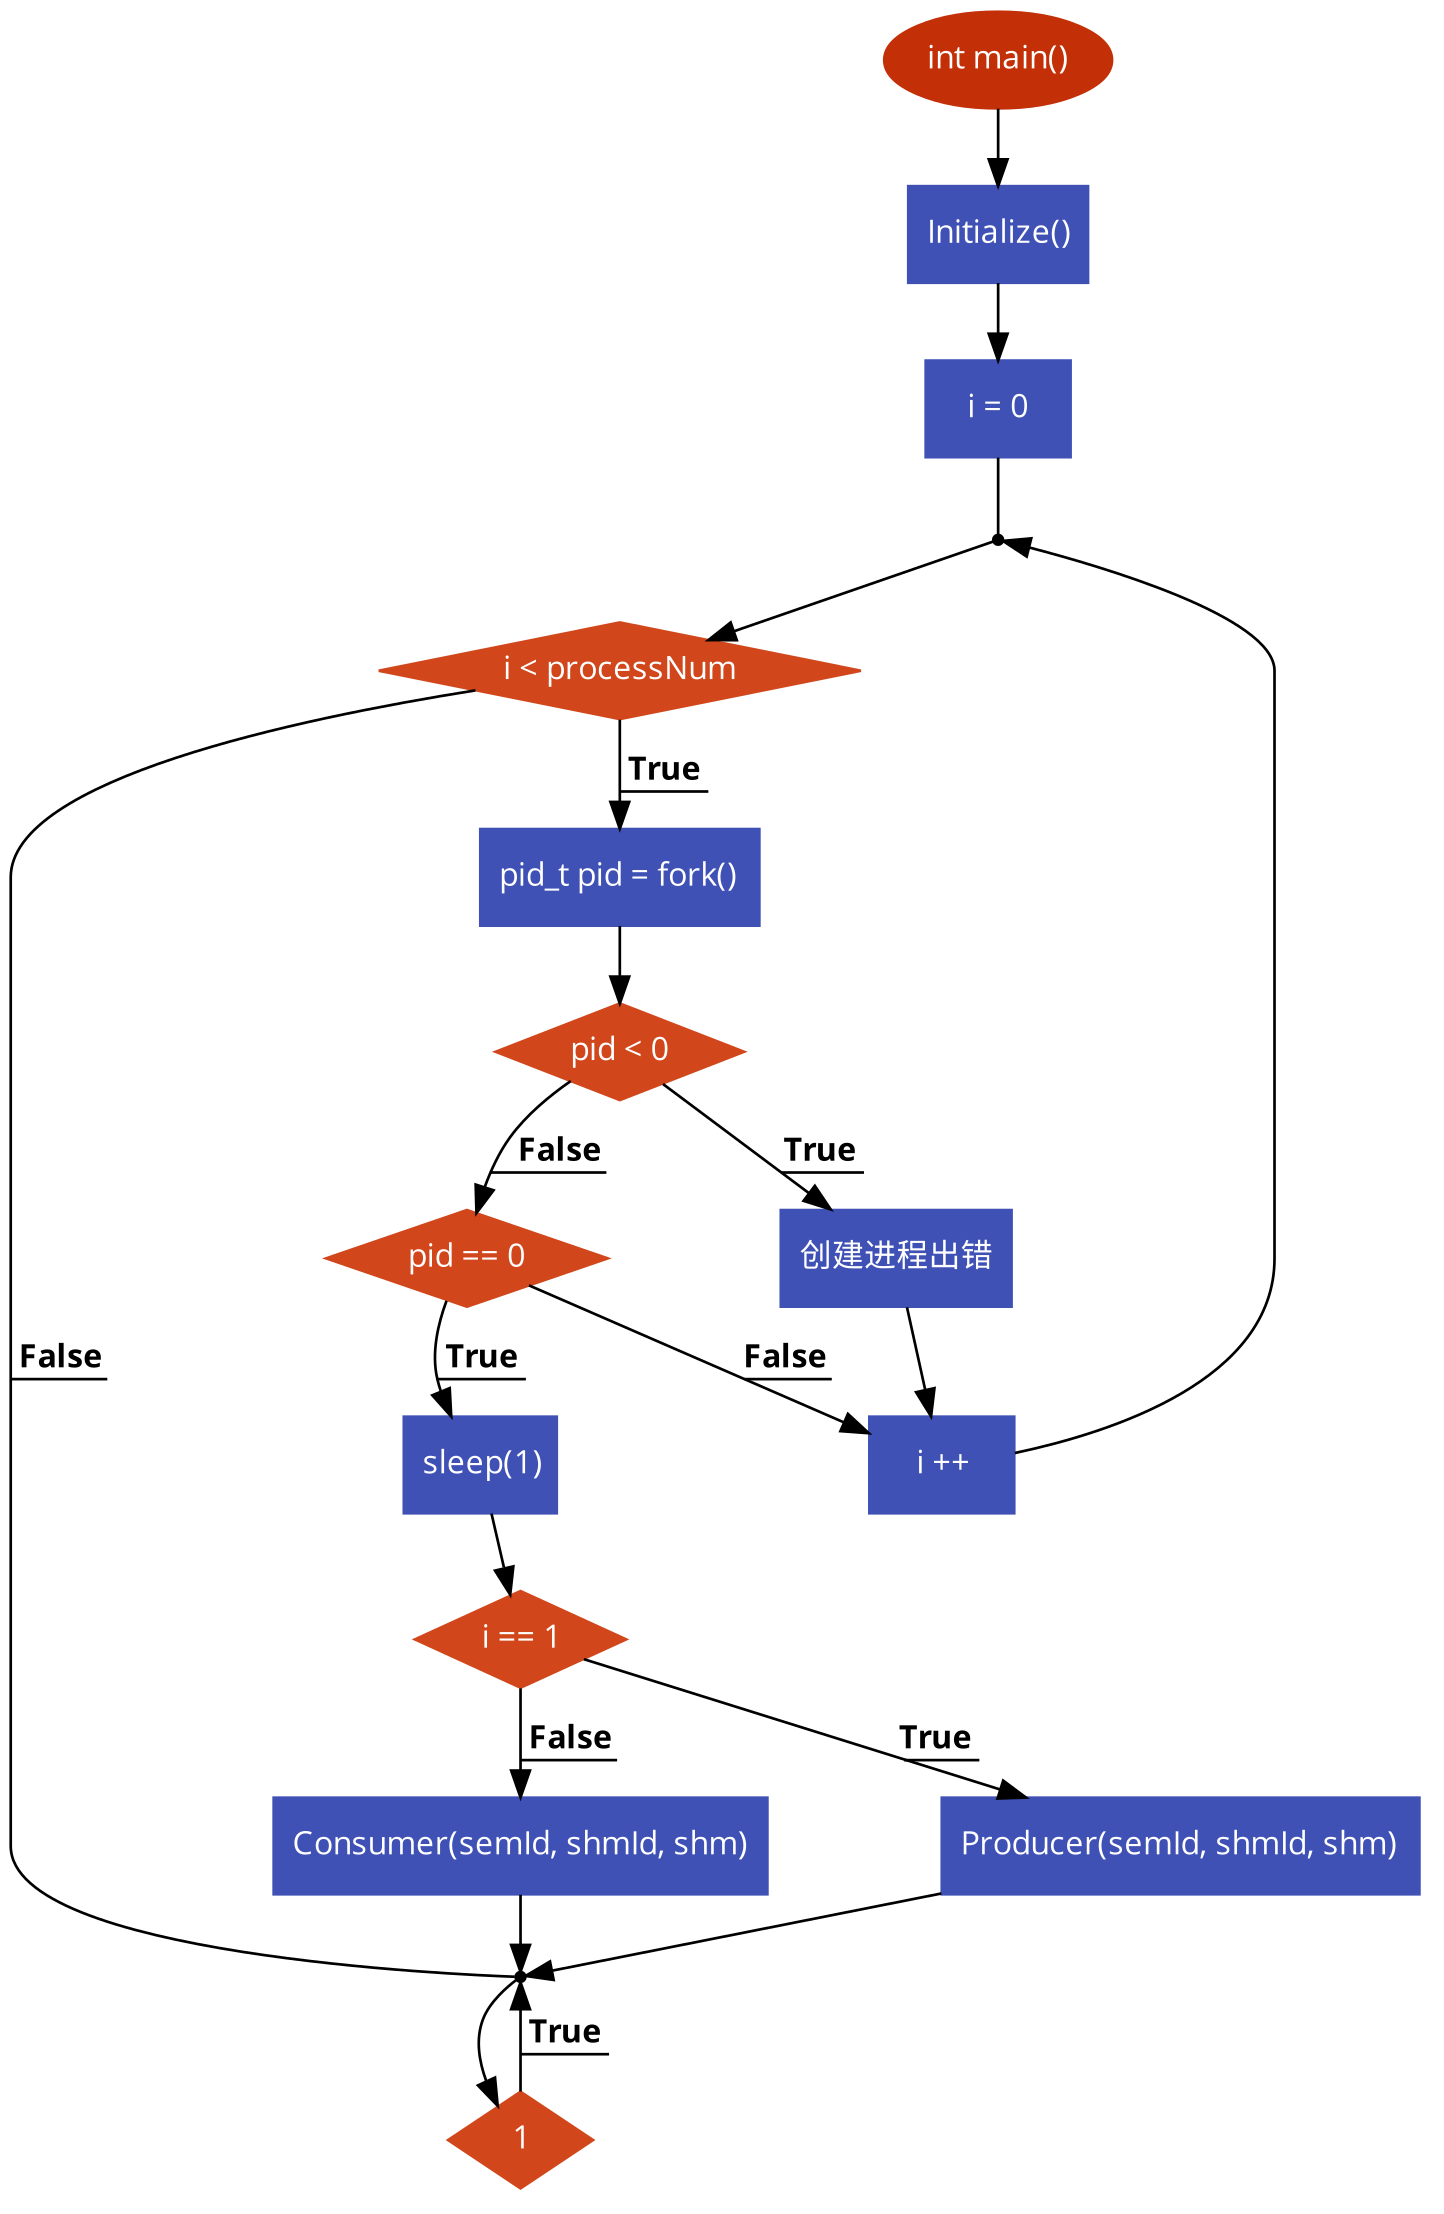 int main()
Initialize()
i = 0
i < processNum
True
pid_t pid = fork()
pid < 0
False
True
pid == 0
创建进程出错
False
True
False
sleep(1)
i ++
i == 1
False
True
Consumer(semId, shmId, shm)
Producer(semId, shmId, shm)
True
1